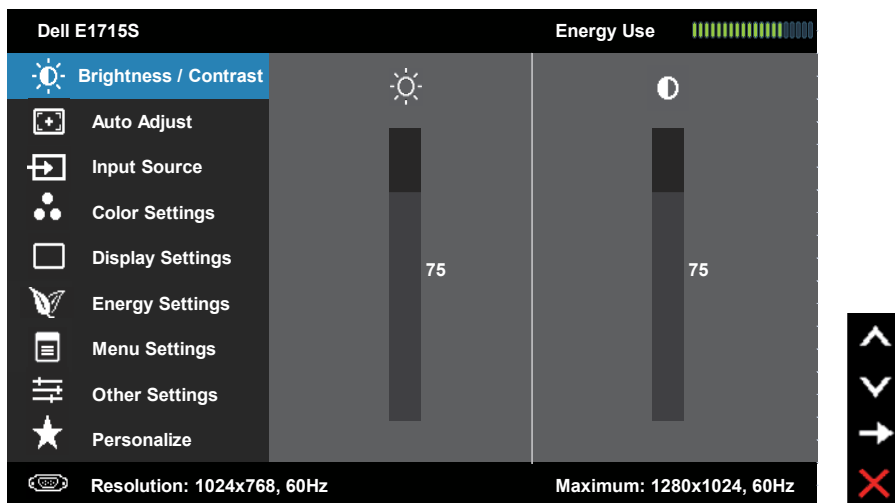 Dell E1715S Energy Use
Brightness / Contrast
Auto Adjust
Input Source
Color Settings
Display Settings
75 75
Energy Settings
Menu Settings
Other Settings
Personalize
Resolution: 1024x768, 60Hz Maximum: 1280x1024, 60Hz